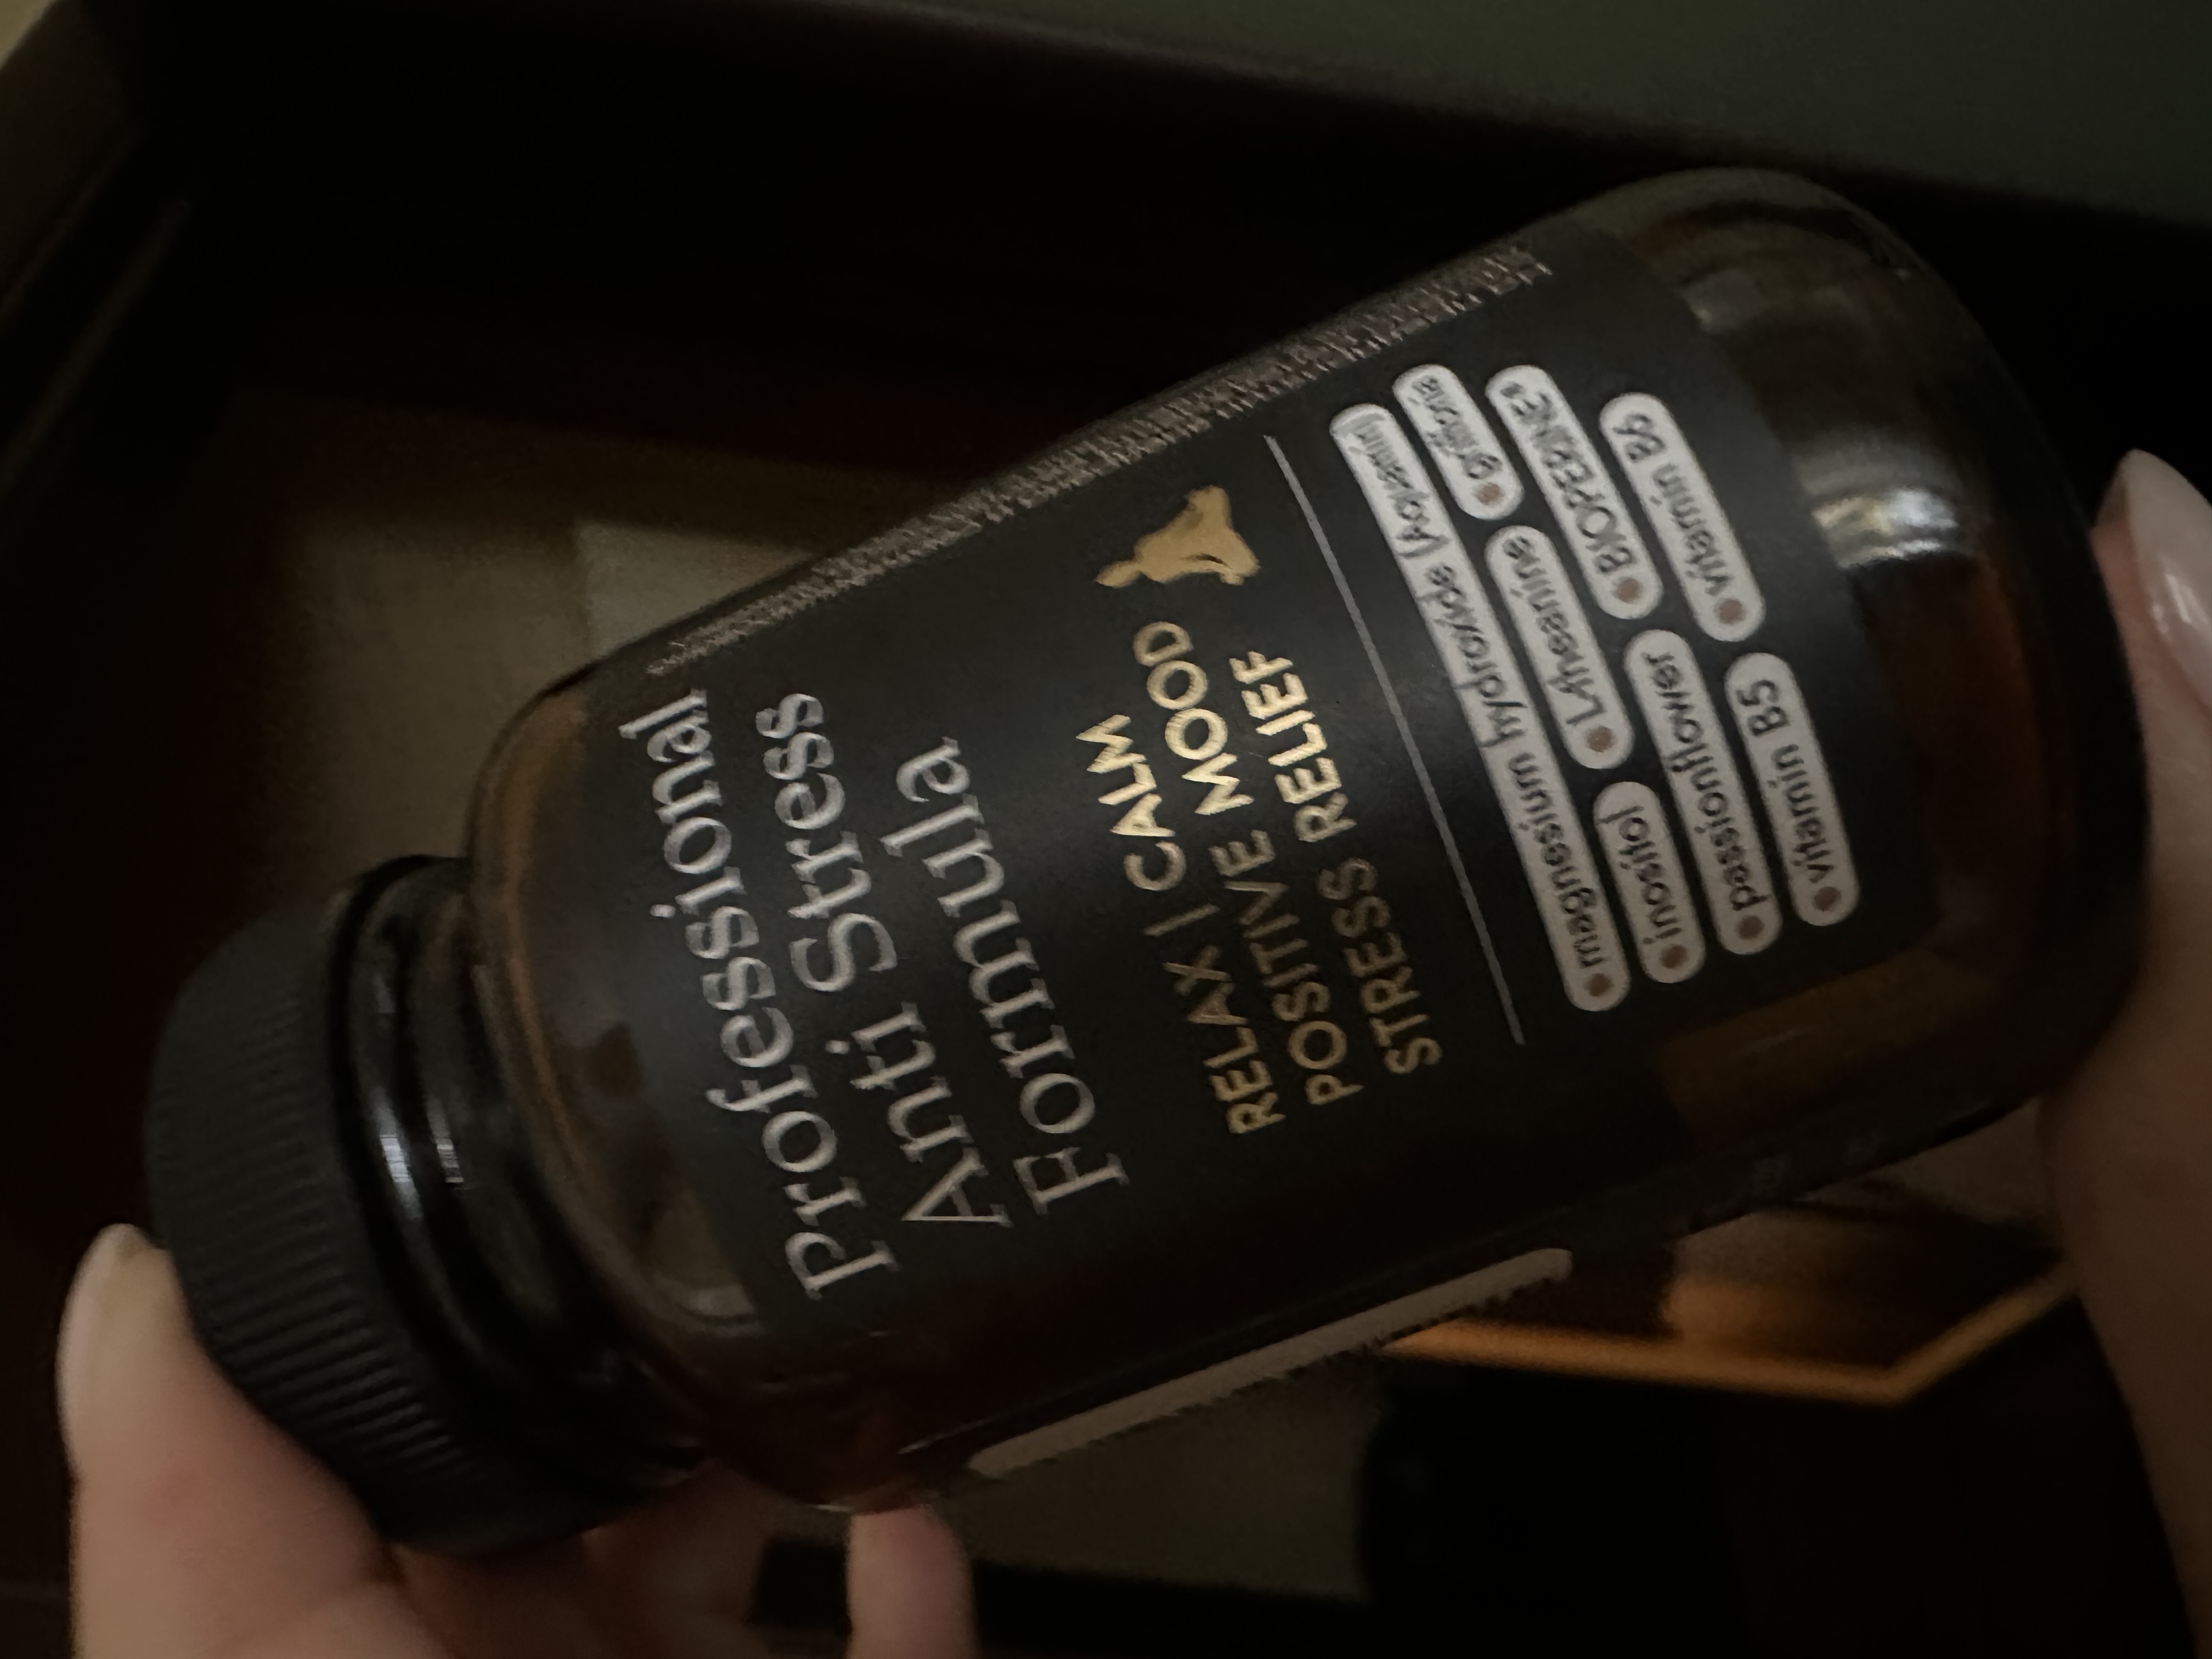 Professional
Anti Stress
Formula
RELAX | CALM
POSITIVE MOOD
STRESS RELIEF
magnesium hydroxide (Aquamin)
inositol L-theanine griffonia
passionflower BIOPERINE®
vitamin B5 vitamin B6